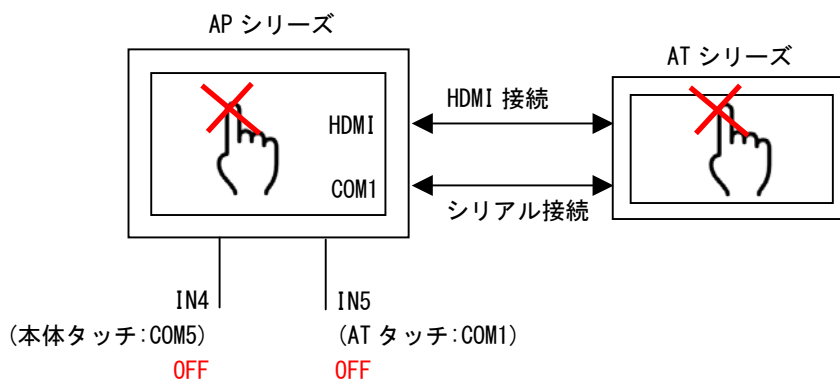 AP シリーズ
AT シリーズ
HDMI 接続
HDMI
COM1
シリアル接続
IN4
IN5
(本体タッチ:COM5)
(AT タッチ:COM1)
OFF
OFF